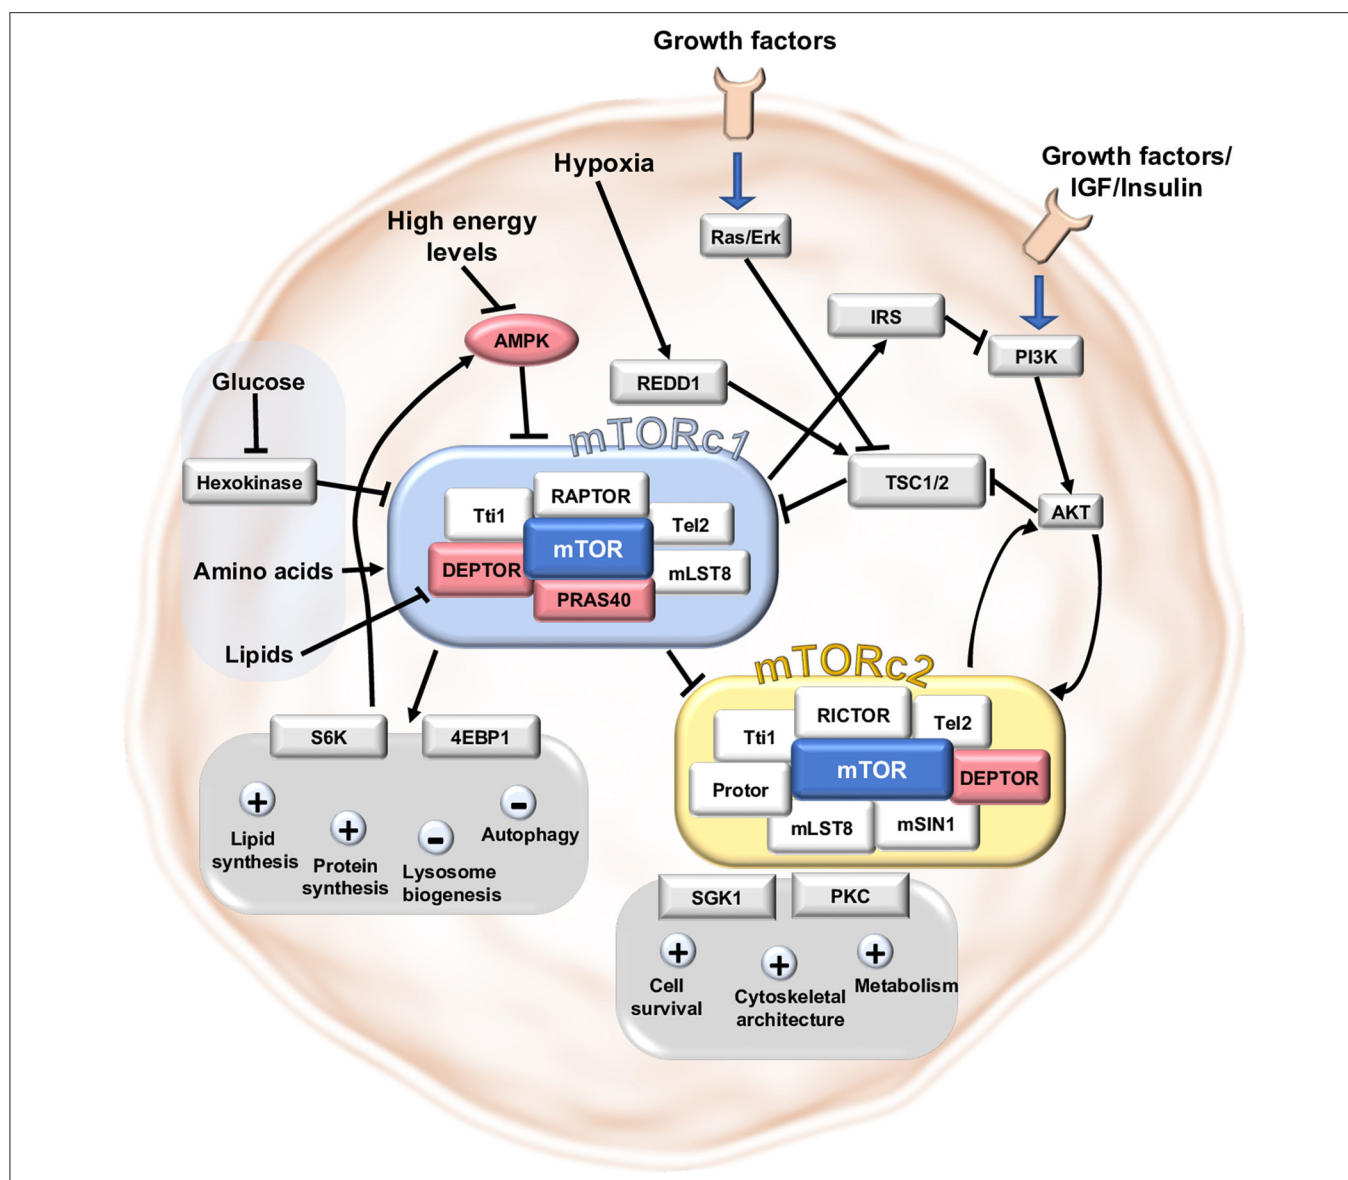 Growth factors
Growth factors/
IGF/Insulin
Hypoxia
High energy
levels
Ras/Erk
IRS
AMPK
PI3K
Glucose
REDD1
mTORc1
Hexokinase
TSC1/2
RAPTOR
Tti1
Tel2
AKT
mTOR
DEPTOR
mLST8
PRAS40
Amino acids
Lipids
mTORc2
S6K
4EBP1
RICTOR
Tti1
Tel2
mTOR
DEPTOR
Protor
mLST8
mSIN1
+
Lipid
synthesis
+
Protein
synthesis
-
Lysosome
biogenesis
-
Autophagy
SGK1
PKC
+
Cell
survival
+
Cytoskeletal
architecture
+
Metabolism